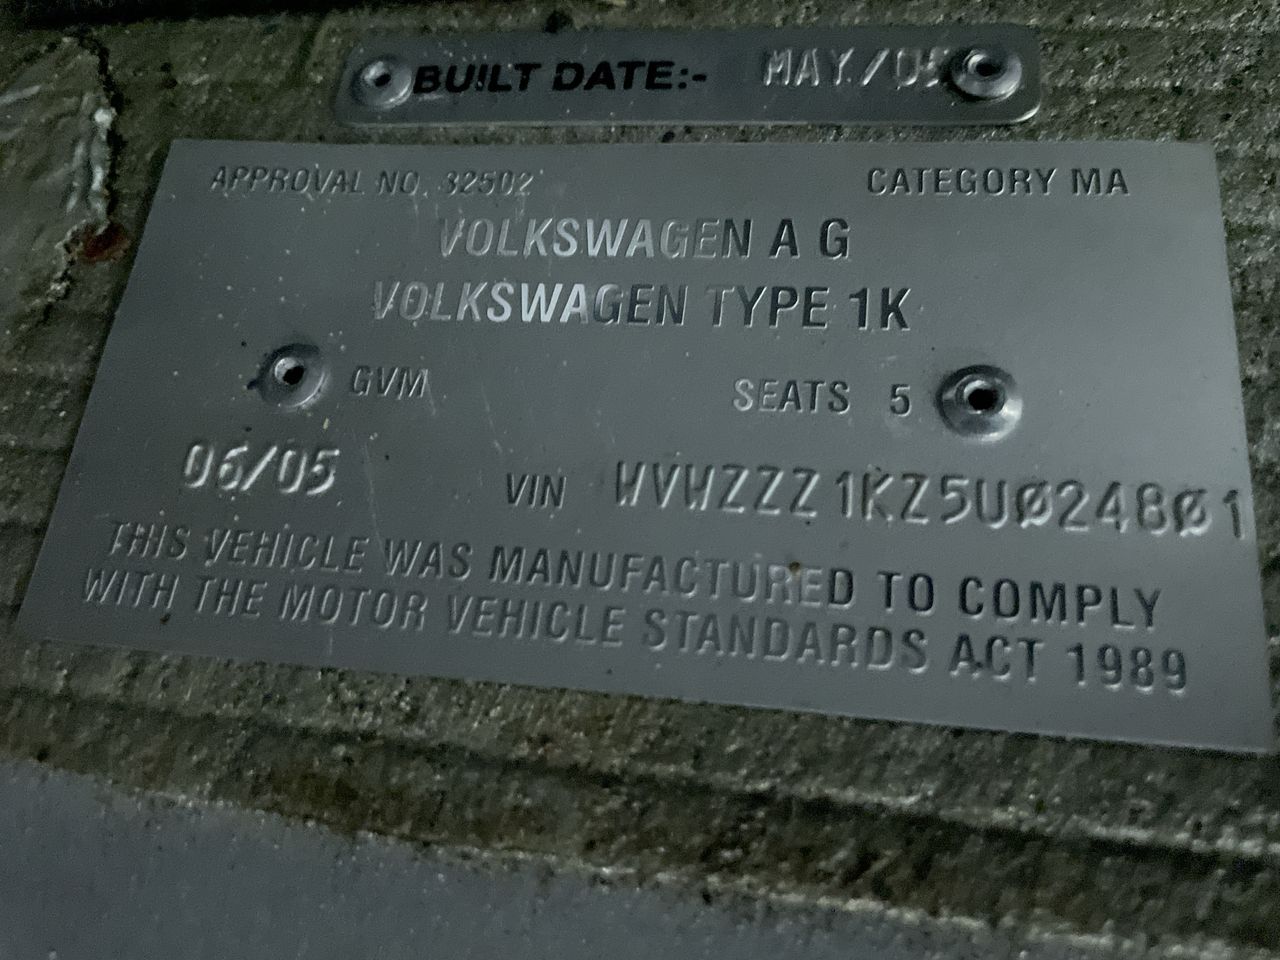 BUILT DATE:- MAY/05
APPROVAL NO. 32502 CATEGORY MA
VOLKSWAGEN A G
VOLKSWAGEN TYPE 1K
GVM SEATS 5
06/05 VIN WVWZZZ1KZ5U024801
THIS VEHICLE WAS MANUFACTURED TO COMPLY
WITH THE MOTOR VEHICLE STANDARDS ACT 1989